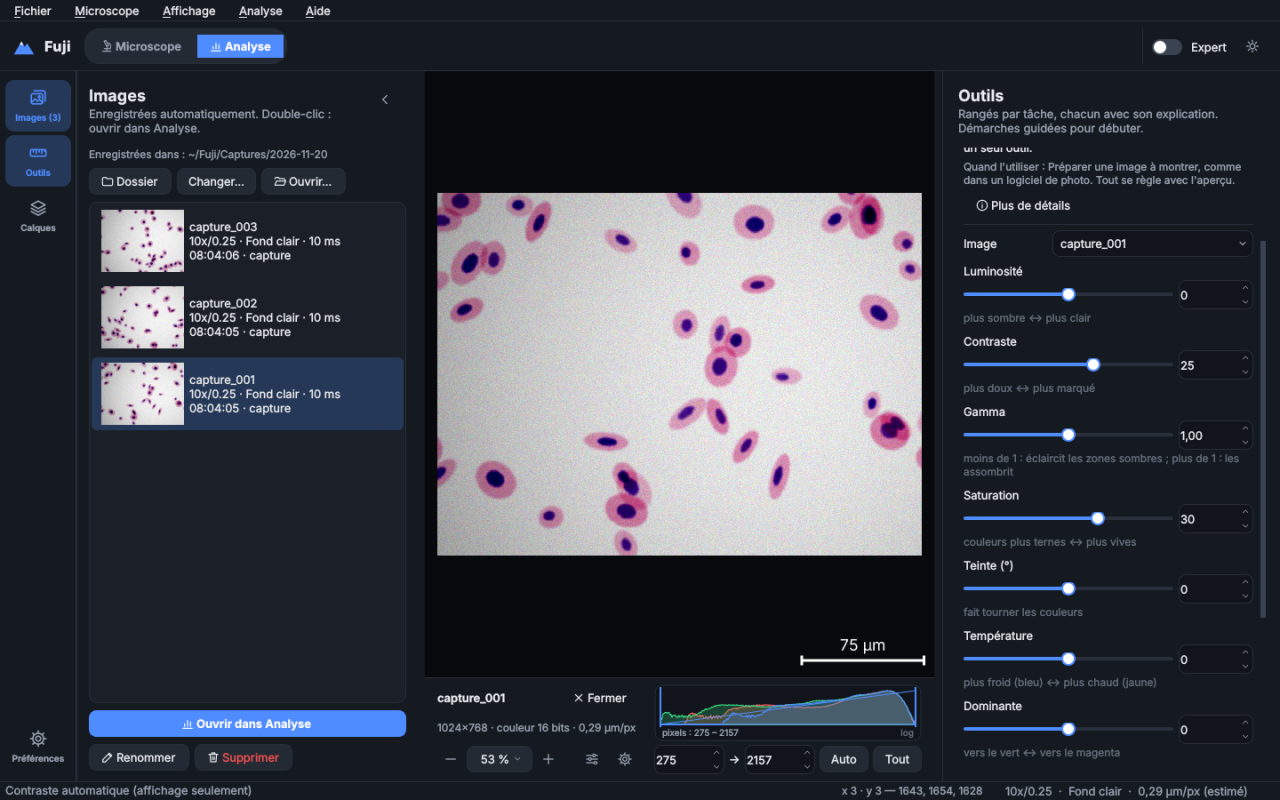 Fichier Microscope Affichage Analyse Aide
Fuji Microscope Analyse Expert
Images (3)
Outils
Calques
Préférences
Images
Enregistrées automatiquement. Double-clic :
ouvrir dans Analyse.
Enregistrées dans : ~/Fuji/Captures/2026-11-20
Dossier Changer... Ouvrir...
capture_003
10x/0.25 · Fond clair · 10 ms
08:04:06 · capture
capture_002
10x/0.25 · Fond clair · 10 ms
08:04:05 · capture
capture_001
10x/0.25 · Fond clair · 10 ms
08:04:05 · capture
Ouvrir dans Analyse
Renommer Supprimer
75 µm
capture_001 Fermer
1024×768 · couleur 16 bits · 0,29 µm/px
pixels : 275 – 2157 log
53 % 275 → 2157 Auto Tout
Outils
Rangés par tâche, chacun avec son explication.
Démarches guidées pour débuter.
un seul outil.
Quand l'utiliser : Préparer une image à montrer, comme
dans un logiciel de photo. Tout se règle avec l'aperçu.
Plus de détails
Image capture_001
Luminosité
0
plus sombre ↔ plus clair
Contraste
25
plus doux ↔ plus marqué
Gamma
1,00
moins de 1 : éclaircit les zones sombres ; plus de 1 : les
assombrit
Saturation
30
couleurs plus ternes ↔ plus vives
Teinte (°)
0
fait tourner les couleurs
Température
0
plus froid (bleu) ↔ plus chaud (jaune)
Dominante
0
vers le vert ↔ vers le magenta
Contraste automatique (affichage seulement) x 3 · y 3 — 1643, 1654, 1628 10x/0.25 · Fond clair · 0,29 µm/px (estimé)